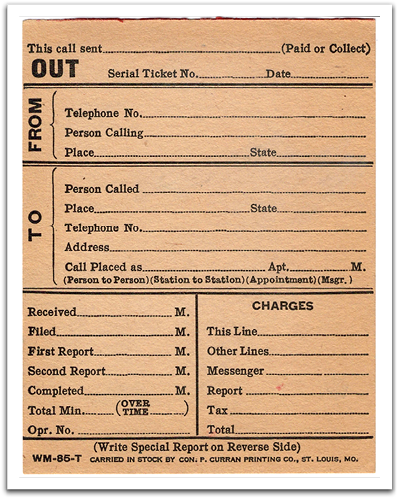 This call sent (Paid or Collect)
OUT Serial Ticket No. Date
FROM
Telephone No.
Person Calling
Place State
TO
Person Called
Place State
Telephone No.
Address
Call Placed as Apt. M.
(Person to Person)(Station to Station)(Appointment)(Msgr.)
Received M.
Filed M.
First Report M.
Second Report M.
Completed M.
Total Min. (OVER TIME )
Opr. No.
CHARGES
This Line
Other Lines
Messenger
Report
Tax
Total
(Write Special Report on Reverse Side)
WM-85-T CARRIED IN STOCK BY CON. P. CURRAN PRINTING CO., ST. LOUIS, MO.